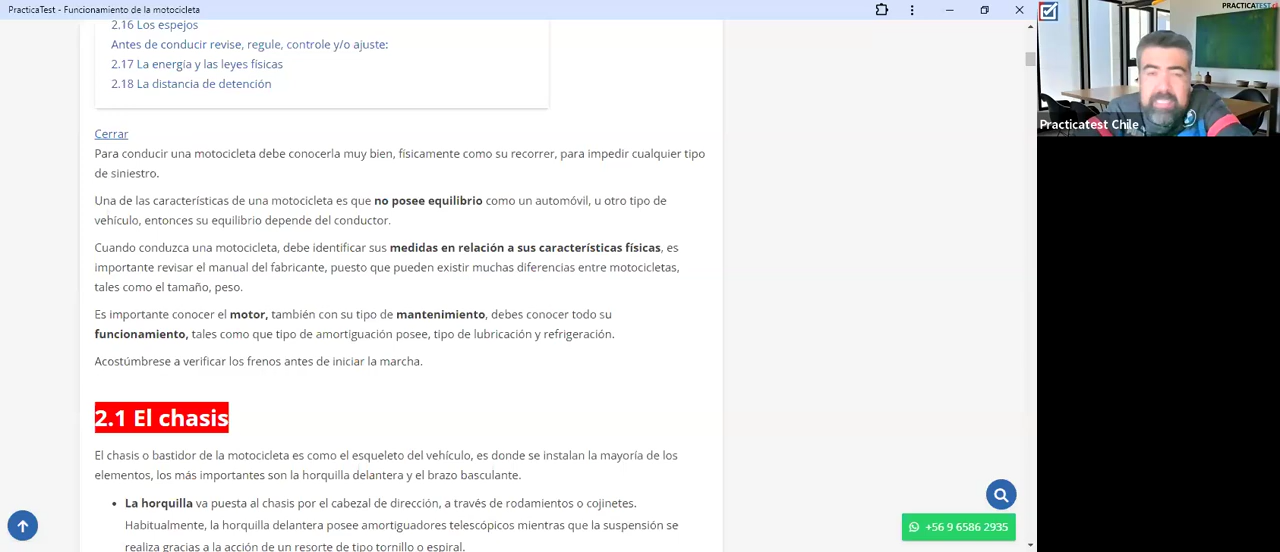 PracticaTest - Funcionamiento de la motocicleta
2.16 Los espejos
Antes de conducir revise, regule, controle y/o ajuste:
2.17 La energía y las leyes físicas
2.18 La distancia de detención
Cerrar
Para conducir una motocicleta debe conocerla muy bien, físicamente como su recorrer, para impedir cualquier tipo
de siniestro.
Una de las características de una motocicleta es que no posee equilibrio como un automóvil, u otro tipo de
vehículo, entonces su equilibrio depende del conductor.
Cuando conduzca una motocicleta, debe identificar sus medidas en relación a sus características físicas, es
importante revisar el manual del fabricante, puesto que pueden existir muchas diferencias entre motocicletas,
tales como el tamaño, peso.
Es importante conocer el motor, también con su tipo de mantenimiento, debes conocer todo su
funcionamiento, tales como que tipo de amortiguación posee, tipo de lubricación y refrigeración.
Acostúmbrese a verificar los frenos antes de iniciar la marcha.
2.1 El chasis
El chasis o bastidor de la motocicleta es como el esqueleto del vehículo, es donde se instalan la mayoría de los
elementos, los más importantes son la horquilla delantera y el brazo basculante.
• La horquilla va puesta al chasis por el cabezal de dirección, a través de rodamientos o cojinetes.
Habitualmente, la horquilla delantera posee amortiguadores telescópicos mientras que la suspensión se
realiza gracias a la acción de un resorte de tipo tornillo o espiral.
+56 9 6586 2935
PRACTICATEST.cl
Practicatest Chile